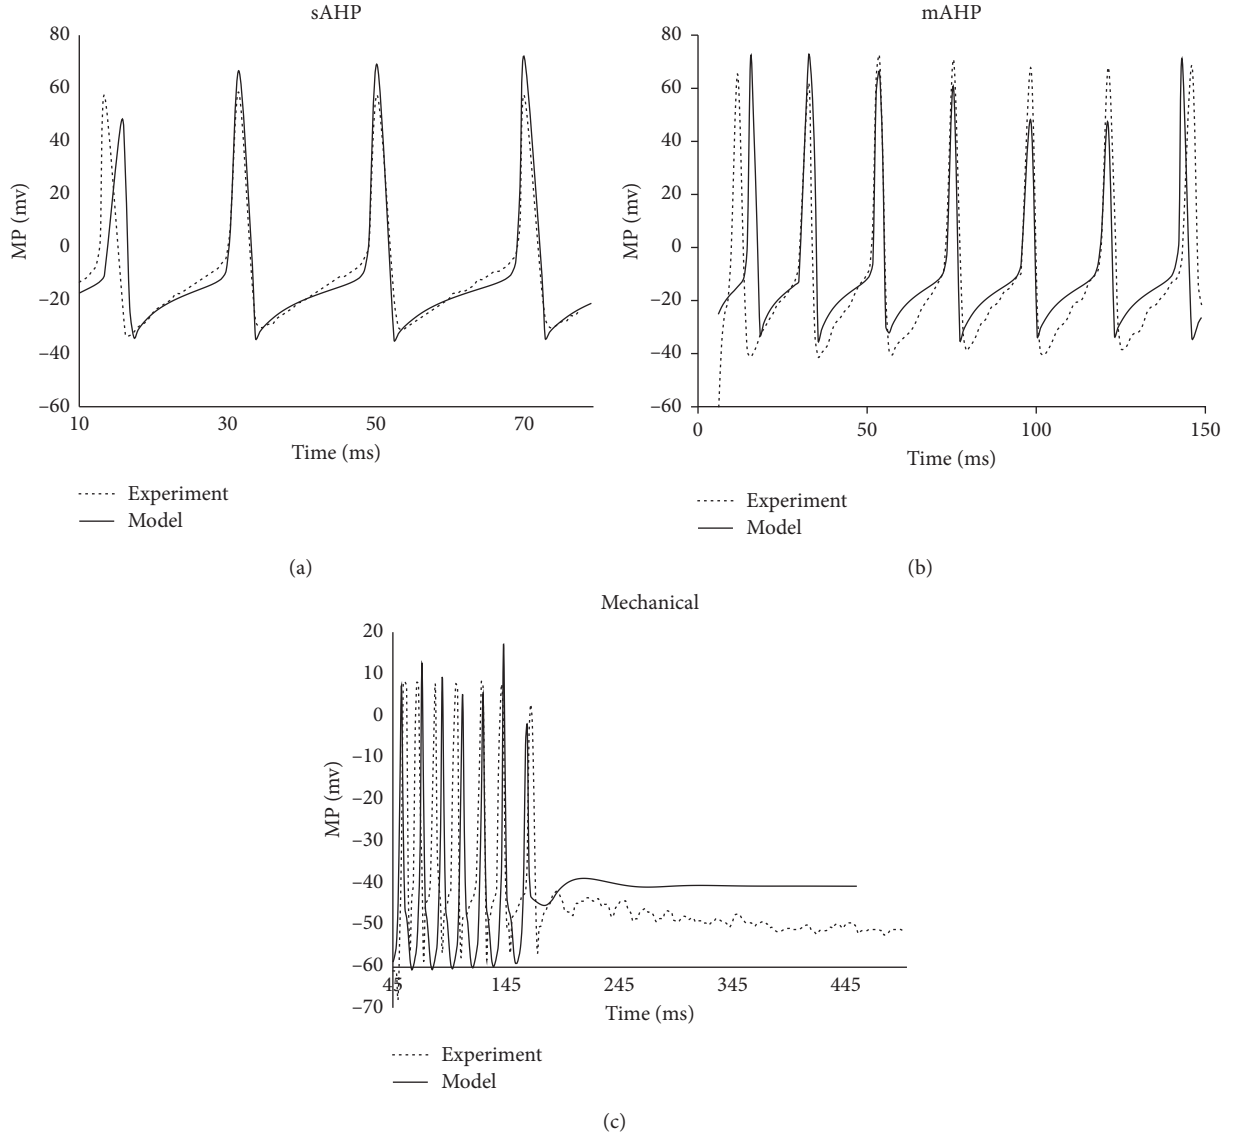 sAHP
80
60
40
20
0
−20
−40
−60
MP (mv)
10 30 50 70
Time (ms)
Experiment
Model
(a)
mAHP
80
60
40
20
0
−20
−40
−60
MP (mv)
0 50 100 150
Time (ms)
Experiment
Model
(b)
Mechanical
20
10
0
−10
−20
−30
−40
−50
−60
−70
MP (mv)
45 145 245 345 445
Time (ms)
Experiment
Model
(c)